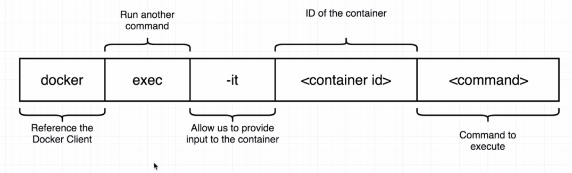 Run another
command
ID of the container
docker
exec
-it
<container id>
<command>
Reference the
Docker Client
Allow us to provide
input to the container
Command to
execute